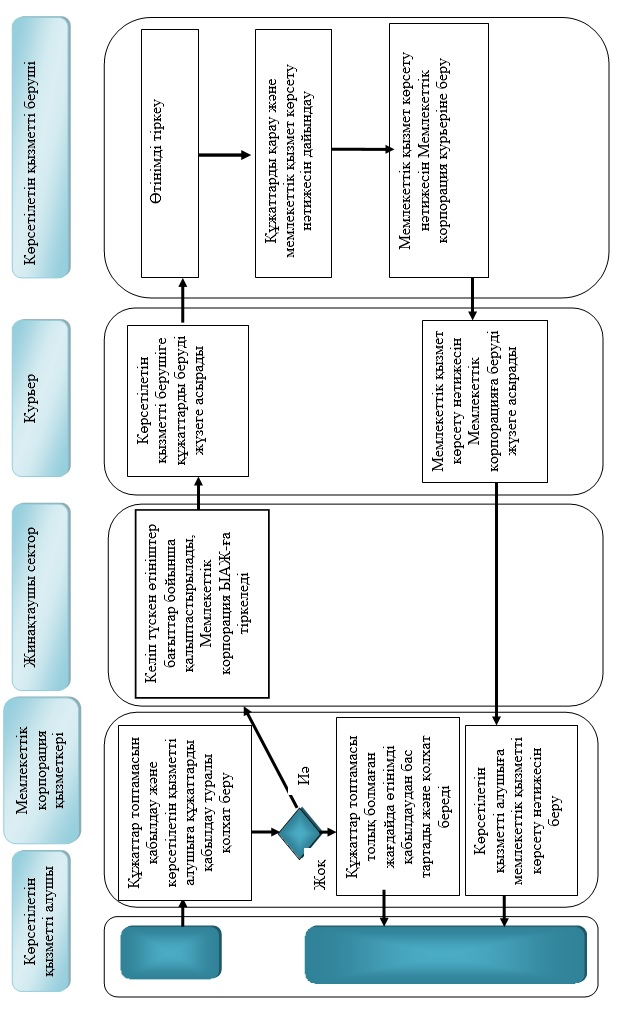 Көрсетілетін
қызметті алушы
Мемлекеттік
корпорация
қызметкері
Жинақтаушы сектор
Курьер
Көрсетілетін қызметті беруші
Құжаттар топтамасын
қабылдау және
көрсетілетін қызметті
алушыға құжаттарды
қабылдау туралы
қолхат беру
Иә
Жоқ
Құжаттар топтамасы
толық болмаған
жағдайда өтінімді
қабылдаудан бас
тартады және қолхат
береді
Көрсетілетін
қызметті алушыға
мемлекеттік қызметті
көрсету нәтижесін
беру
Келіп түскен өтініштер
бағыттар бойынша
қалыптастырылады,
Мемлекеттік
корпорация ЫАЖ-ға
тіркеледі
Көрсетілетін
қызметті берушіге
құжаттарды беруді
жүзеге асырады
Мемлекеттік қызмет
көрсету нәтижесін
Мемлекеттік
корпорацияға беруді
жүзеге асырады
Өтінімді тіркеу
Құжаттарды қарау және
мемлекеттік қызмет көрсету
нәтижесін дайындау
Мемлекеттік қызмет көрсету
нәтижесін Мемлекеттік
корпорация курьеріне беру